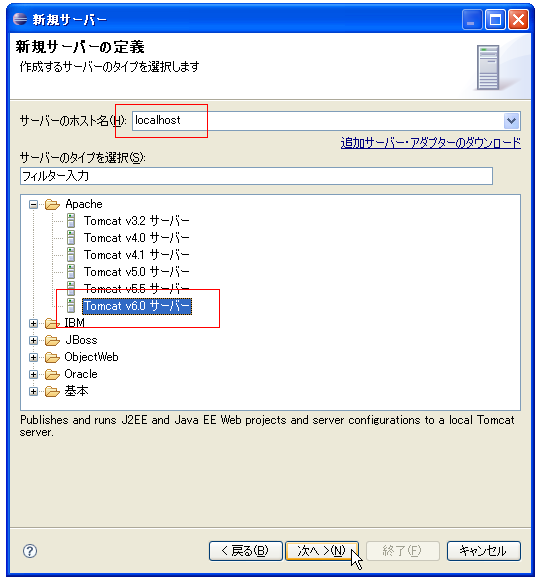 新規サーバー
新規サーバーの定義
作成するサーバーのタイプを選択します
サーバーのホスト名(H): localhost
追加サーバー・アダプターのダウンロード
サーバーのタイプを選択(S):
フィルター入力
Apache
Tomcat v3.2 サーバー
Tomcat v4.0 サーバー
Tomcat v4.1 サーバー
Tomcat v5.0 サーバー
Tomcat v5.5 サーバー
Tomcat v6.0 サーバー
IBM
JBoss
ObjectWeb
Oracle
基本
Publishes and runs J2EE and Java EE Web projects and server configurations to a local Tomcat
server.
< 戻る(B) 次へ >(N) 終了(F) キャンセル